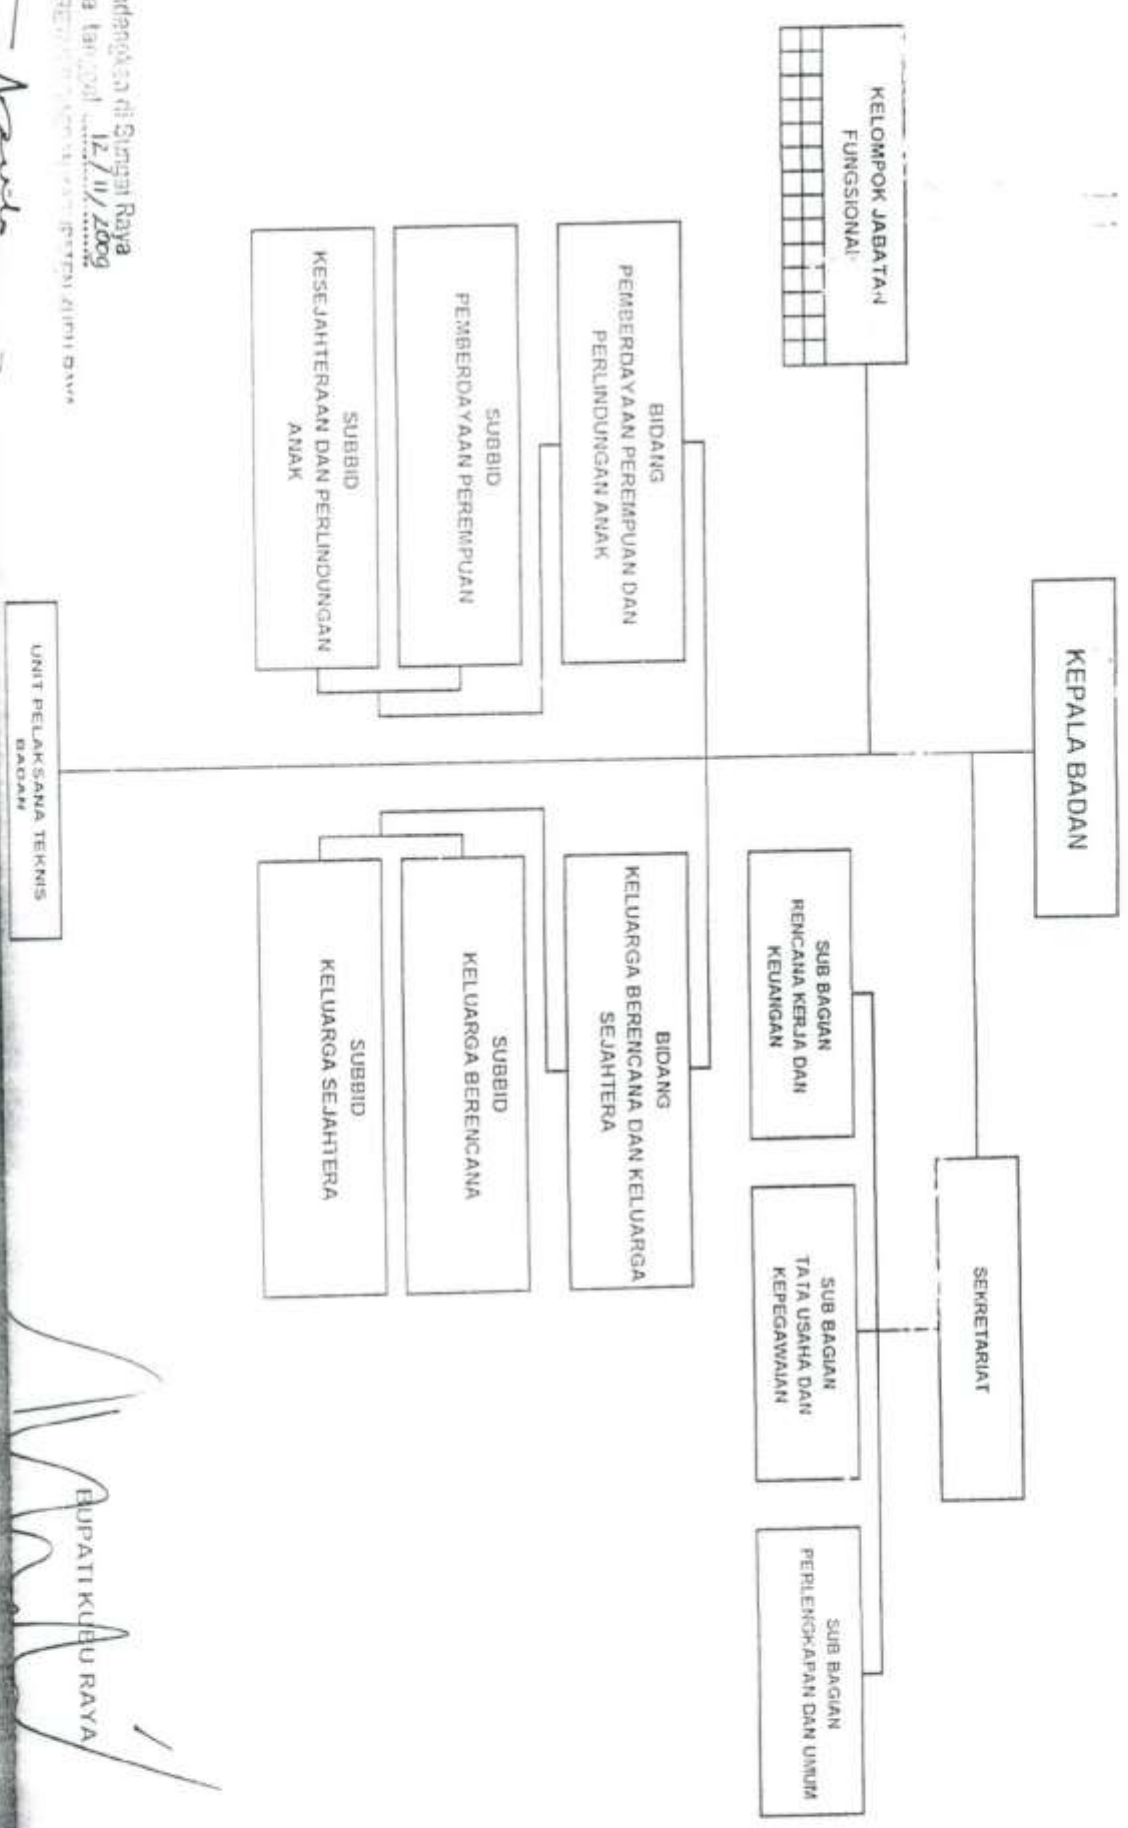 KEPALA BADAN
KELOMPOK JABATAN
FUNGSIONAL
SEKRETARIAT
SUB BAGIAN
RENCANA KERJA DAN
KEUANGAN
SUB BAGIAN
TATA USAHA DAN
KEPEGAWAIAN
SUB BAGIAN
PERLENGKAPAN DAN UMUM
BIDANG
PEMBERDAYAAN PEREMPUAN DAN
PERLINDUNGAN ANAK
BIDANG
KELUARGA BERENCANA DAN KELUARGA
SEJAHTERA
SUBBID
PEMBERDAYAAN PEREMPUAN
SUBBID
KELUARGA BERENCANA
SUBBID
KESEJAHTERAAN DAN PERLINDUNGAN
ANAK
SUBBID
KELUARGA SEJAHTERA
UNIT PELAKSANA TEKNIS
BADAN
di Sungai Raya
tanggal 12/11/2009
BUPATI KUBU RAYA